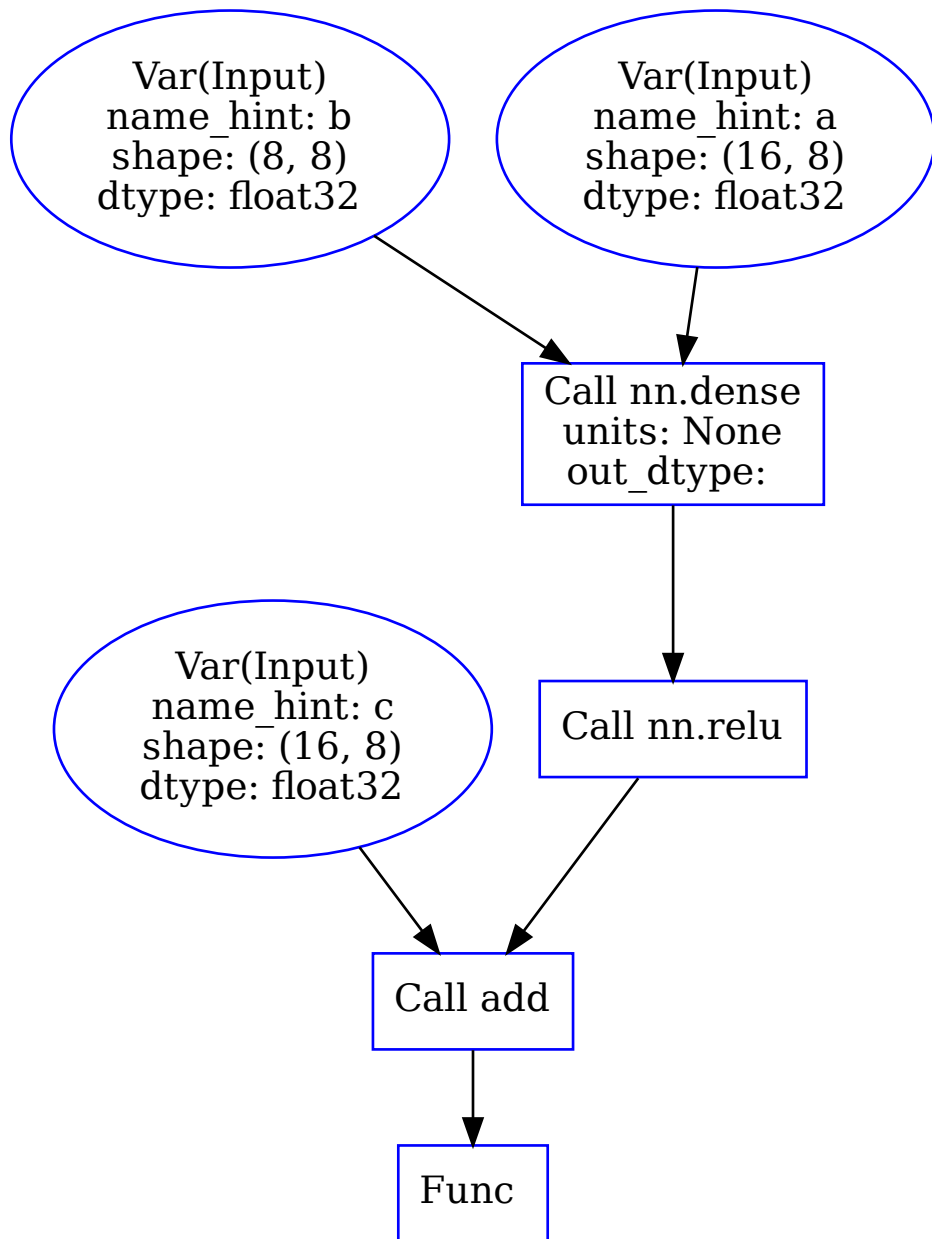 Var(Input)
name_hint: b
shape: (8, 8)
dtype: float32
Var(Input)
name_hint: a
shape: (16, 8)
dtype: float32
Call nn.dense
units: None
out_dtype:
Var(Input)
name_hint: c
shape: (16, 8)
dtype: float32
Call nn.relu
Call add
Func